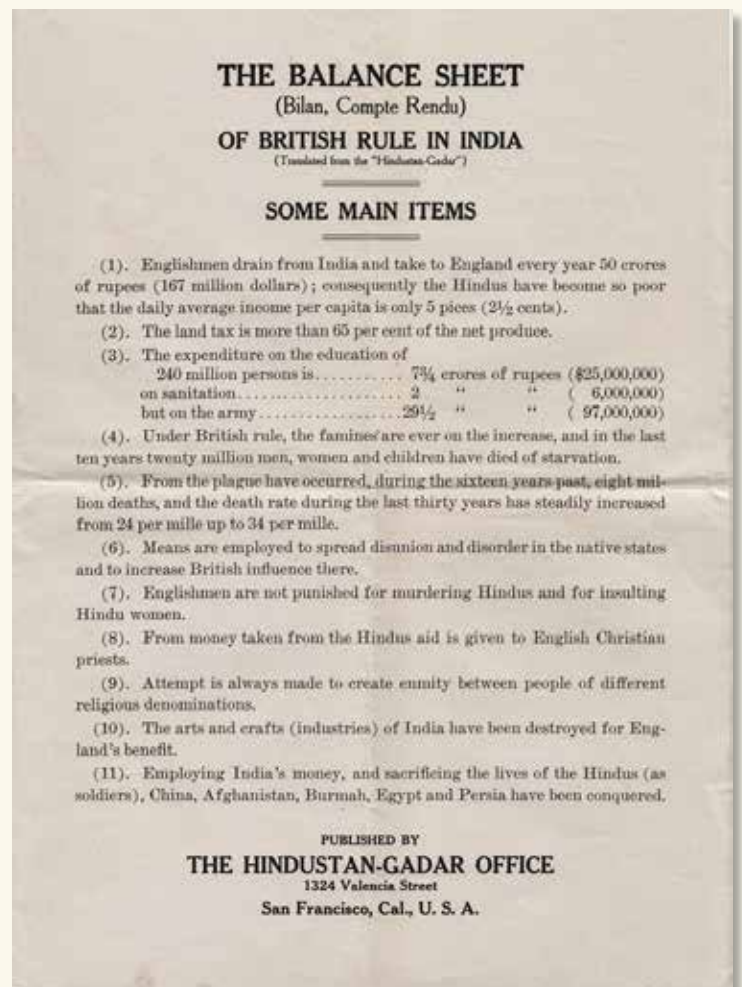 THE BALANCE SHEET
(Bilan, Compte Rendu)
OF BRITISH RULE IN INDIA
(Translated from the "Hindustan-Gadar")
SOME MAIN ITEMS
(1). Englishmen drain from India and take to England every year 50 crores
of rupees (167 million dollars); consequently the Hindus have become so poor
that the daily average income per capita is only 5 pices (2½ cents).
(2). The land tax is more than 65 per cent of the net produce.
(3). The expenditure on the education of
240 million persons is........... 7¾ crores of rupees ($25,000,000)
on sanitation...................... 2 " " ( 6,000,000)
but on the army.................29½ " " ( 97,000,000)
(4). Under British rule, the famines are ever on the increase, and in the last
ten years twenty million men, women and children have died of starvation.
(5). From the plague have occurred, during the sixteen years past, eight mil-
lion deaths, and the death rate during the last thirty years has steadily increased
from 24 per mille up to 34 per mille.
(6). Means are employed to spread disunion and disorder in the native states
and to increase British influence there.
(7). Englishmen are not punished for murdering Hindus and for insulting
Hindu women.
(8). From money taken from the Hindus aid is given to English Christian
priests.
(9). Attempt is always made to create enmity between people of different
religious denominations.
(10). The arts and crafts (industries) of India have been destroyed for Eng-
land's benefit.
(11). Employing India's money, and sacrificing the lives of the Hindus (as
soldiers), China, Afghanistan, Burmah, Egypt and Persia have been conquered.
PUBLISHED BY
THE HINDUSTAN-GADAR OFFICE
1324 Valencia Street
San Francisco, Cal., U. S. A.